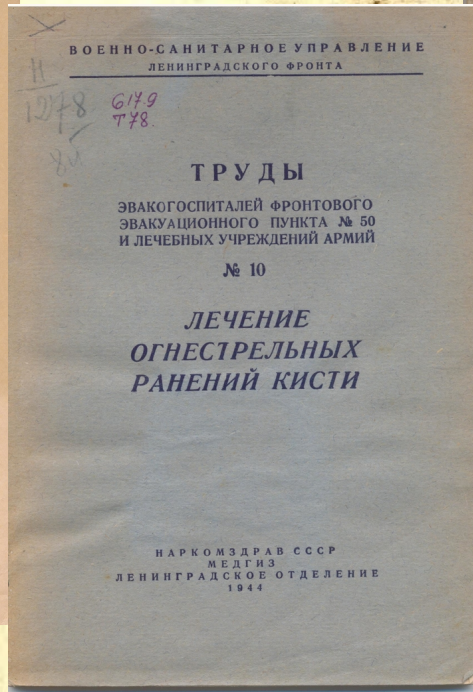 ВОЕННО-САНИТАРНОЕ УПРАВЛЕНИЕ
ЛЕНИНГРАДСКОГО ФРОНТА
Н
1278
617.9
Т78.
ТРУДЫ
ЭВАКОГОСПИТАЛЕЙ ФРОНТОВОГО
ЭВАКУАЦИОННОГО ПУНКТА № 50
И ЛЕЧЕБНЫХ УЧРЕЖДЕНИЙ АРМИЙ
№ 10
ЛЕЧЕНИЕ
ОГНЕСТРЕЛЬНЫХ
РАНЕНИЙ КИСТИ
НАРКОМЗДРАВ СССР
МЕДГИЗ
ЛЕНИНГРАДСКОЕ ОТДЕЛЕНИЕ
1944